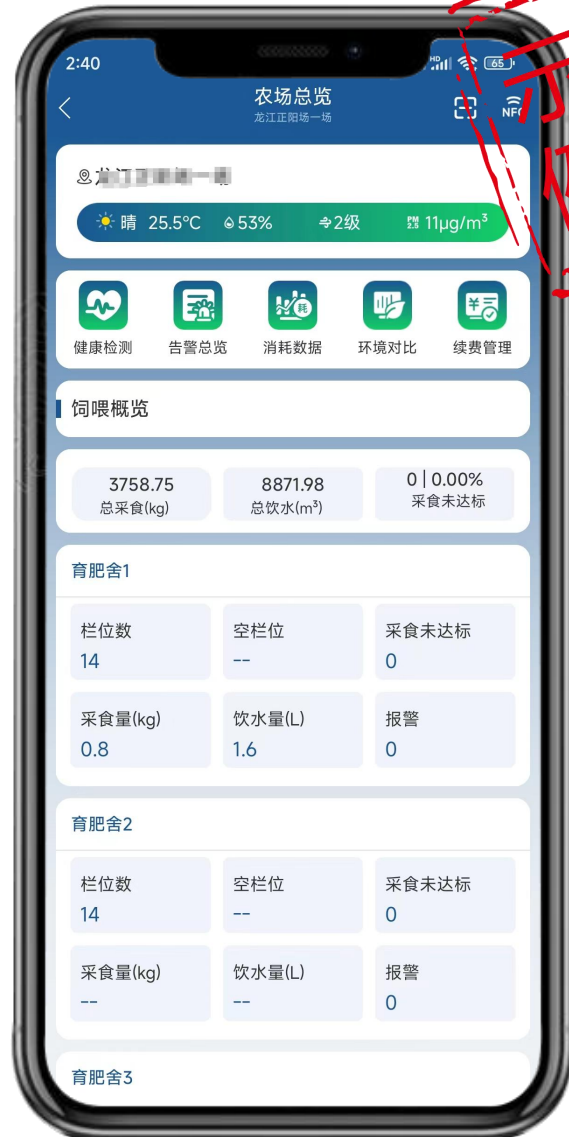 2:40
HD
65
农场总览
龙江正阳场一场
NFC
晴 25.5°C 53% 2级 PM 2.5 11μg/m³
健康检测 告警总览 消耗数据 环境对比 续费管理
饲喂概览
3758.75 8871.98 0 | 0.00%
总采食(kg) 总饮水(m³) 采食未达标
育肥舍1
栏位数 空栏位 采食未达标
14 -- 0
采食量(kg) 饮水量(L) 报警
0.8 1.6 0
育肥舍2
栏位数 空栏位 采食未达标
14 -- 0
采食量(kg) 饮水量(L) 报警
-- -- 0
育肥舍3